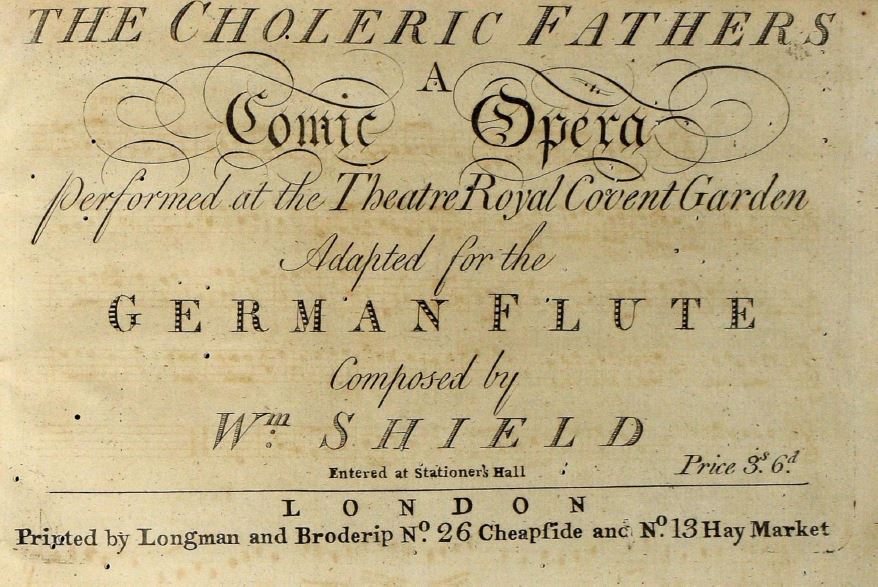 THE CHOLERIC FATHERS
A
Comic Opera
performed at the Theatre Royal Covent Garden
Adapted for the
GERMAN FLUTE
Composed by
Wm. SHIELD
Entered at Stationer's Hall
Price 3s. 6d.
LONDON
Printed by Longman and Broderip No. 26 Cheapſide and No. 13 Hay Market